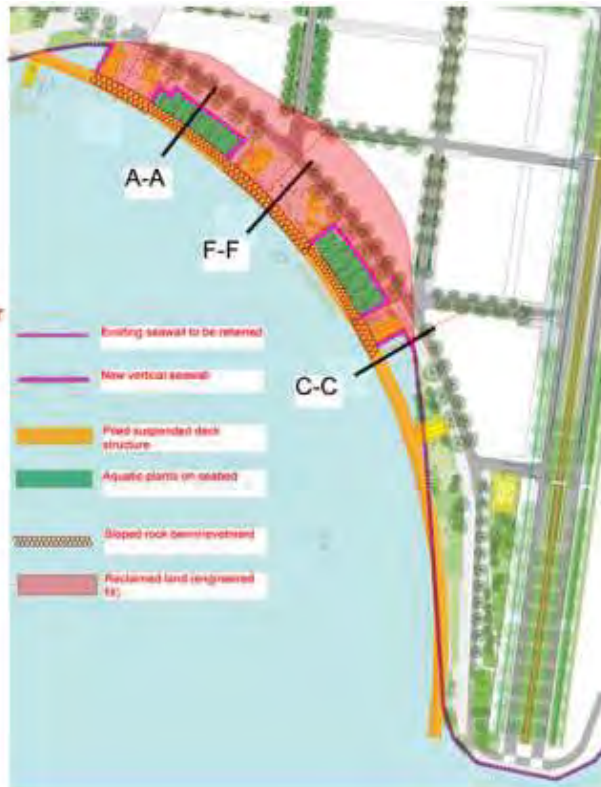 A-A
F-F
C-C
Existing seawall to be retained
New vertical seawall
Piled suspended deck
structure
Aquatic plants on seabed
Sloped rock berm/revetment
Reclaimed land (engineered
fill)